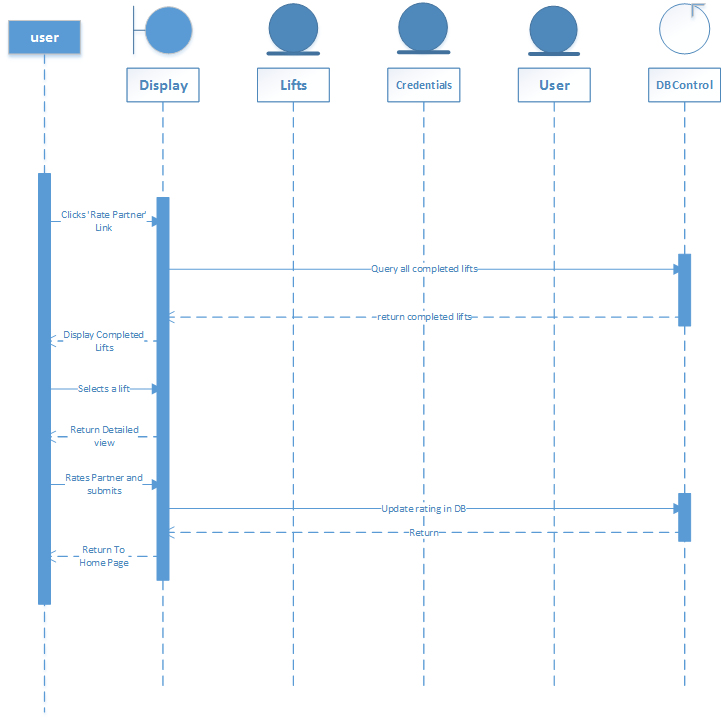 user
Display
Lifts
Credentials
User
DBControl
Clicks 'Rate Partner'
Link
Query all completed lifts
return completed lifts
Display Completed
Lifts
Selects a lift
Return Detailed
view
Rates Partner and
submits
Update rating in DB
Return
Return To
Home Page